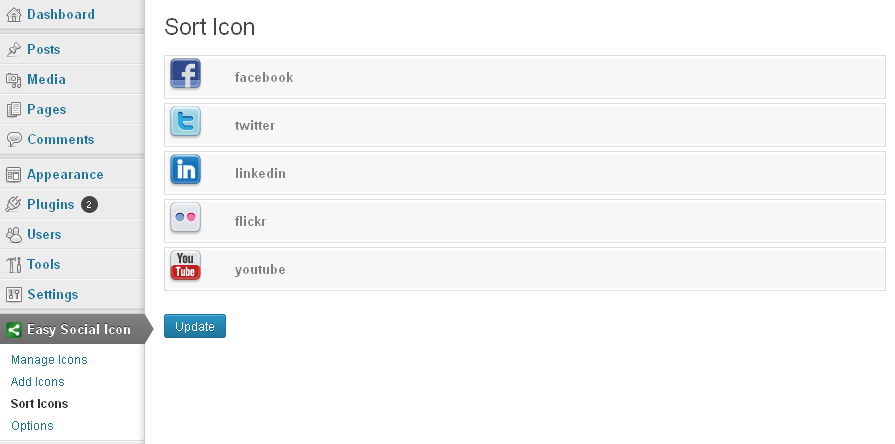 Dashboard
Posts
Media
Pages
Comments
Appearance
Plugins 2
Users
Tools
Settings
Easy Social Icon
Manage Icons
Add Icons
Sort Icons
Options
Sort Icon
f facebook
t twitter
in linkedin
flickr
You
Tube youtube
Update